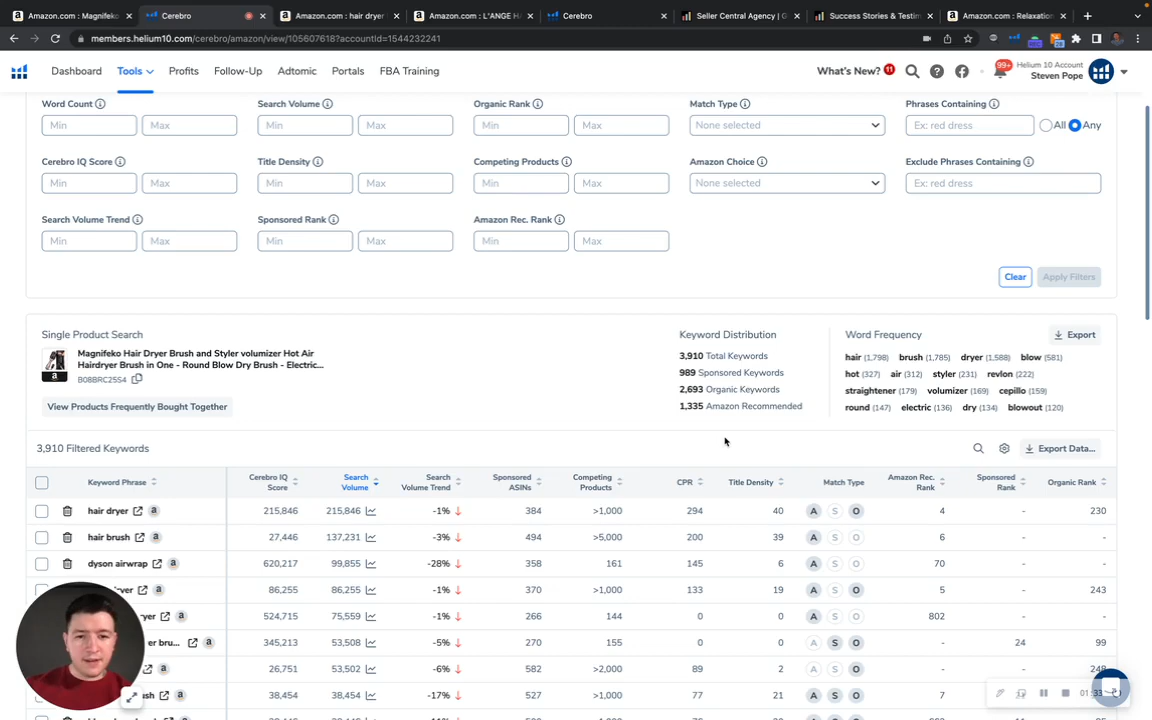 Amazon.com : Magnifeko
Cerebro
Amazon.com : hair dryer
Amazon.com : L'ANGE H
Cerebro
Seller Central Agency | G
Success Stories & Testim
Amazon.com : Relaxation
members.helium10.com/cerebro/amazon/view/105607618?accountId=1544232241
Dashboard Tools Profits Follow-Up Adtomic Portals FBA Training
What's New? 11
99+
Helium 10 Account
Steven Pope
Word Count Search Volume Organic Rank Match Type Phrases Containing
Min Max Min Max Min Max None selected Ex: red dress All Any
Cerebro IQ Score Title Density Competing Products Amazon Choice Exclude Phrases Containing
Min Max Min Max Min Max None selected Ex: red dress
Search Volume Trend Sponsored Rank Amazon Rec. Rank
Min Max Min Max Min Max
Clear Apply Filters
Single Product Search
Magnifeko Hair Dryer Brush and Styler volumizer Hot Air
Hairdryer Brush in One - Round Blow Dry Brush - Electric...
B08BRC25S4
View Products Frequently Bought Together
Keyword Distribution
3,910 Total Keywords
989 Sponsored Keywords
2,693 Organic Keywords
1,335 Amazon Recommended
Word Frequency Export
hair (1,798) brush (1,785) dryer (1,588) blow (581)
hot (327) air (312) styler (231) revlon (222)
straightener (179) volumizer (169) cepillo (159)
round (147) electric (136) dry (134) blowout (120)
3,910 Filtered Keywords
Export Data...
Keyword Phrase Cerebro IQ Score Search Volume Search Volume Trend Sponsored ASINs Competing Products CPR Title Density Match Type Amazon Rec. Rank Sponsored Rank Organic Rank
hair dryer a 215,846 215,846 -1% 384 >1,000 294 40 A S O 4 - 230
hair brush a 27,446 137,231 -3% 494 >5,000 200 39 A S O 6 - -
dyson airwrap a 620,217 99,855 -28% 358 161 145 6 A S O 70 - -
ryer a 86,255 86,255 -1% 370 >1,000 133 19 A S O 5 - 243
ryer a 524,715 75,559 -1% 266 144 0 0 A S O 802 - -
er bru... a 345,213 53,508 -5% 270 155 0 0 A S O - 24 99
a 26,751 53,502 -6% 582 >2,000 89 2 A S O - - 248
ush a 38,454 38,454 -17% 527 >1,000 77 21 A S O 7 - -